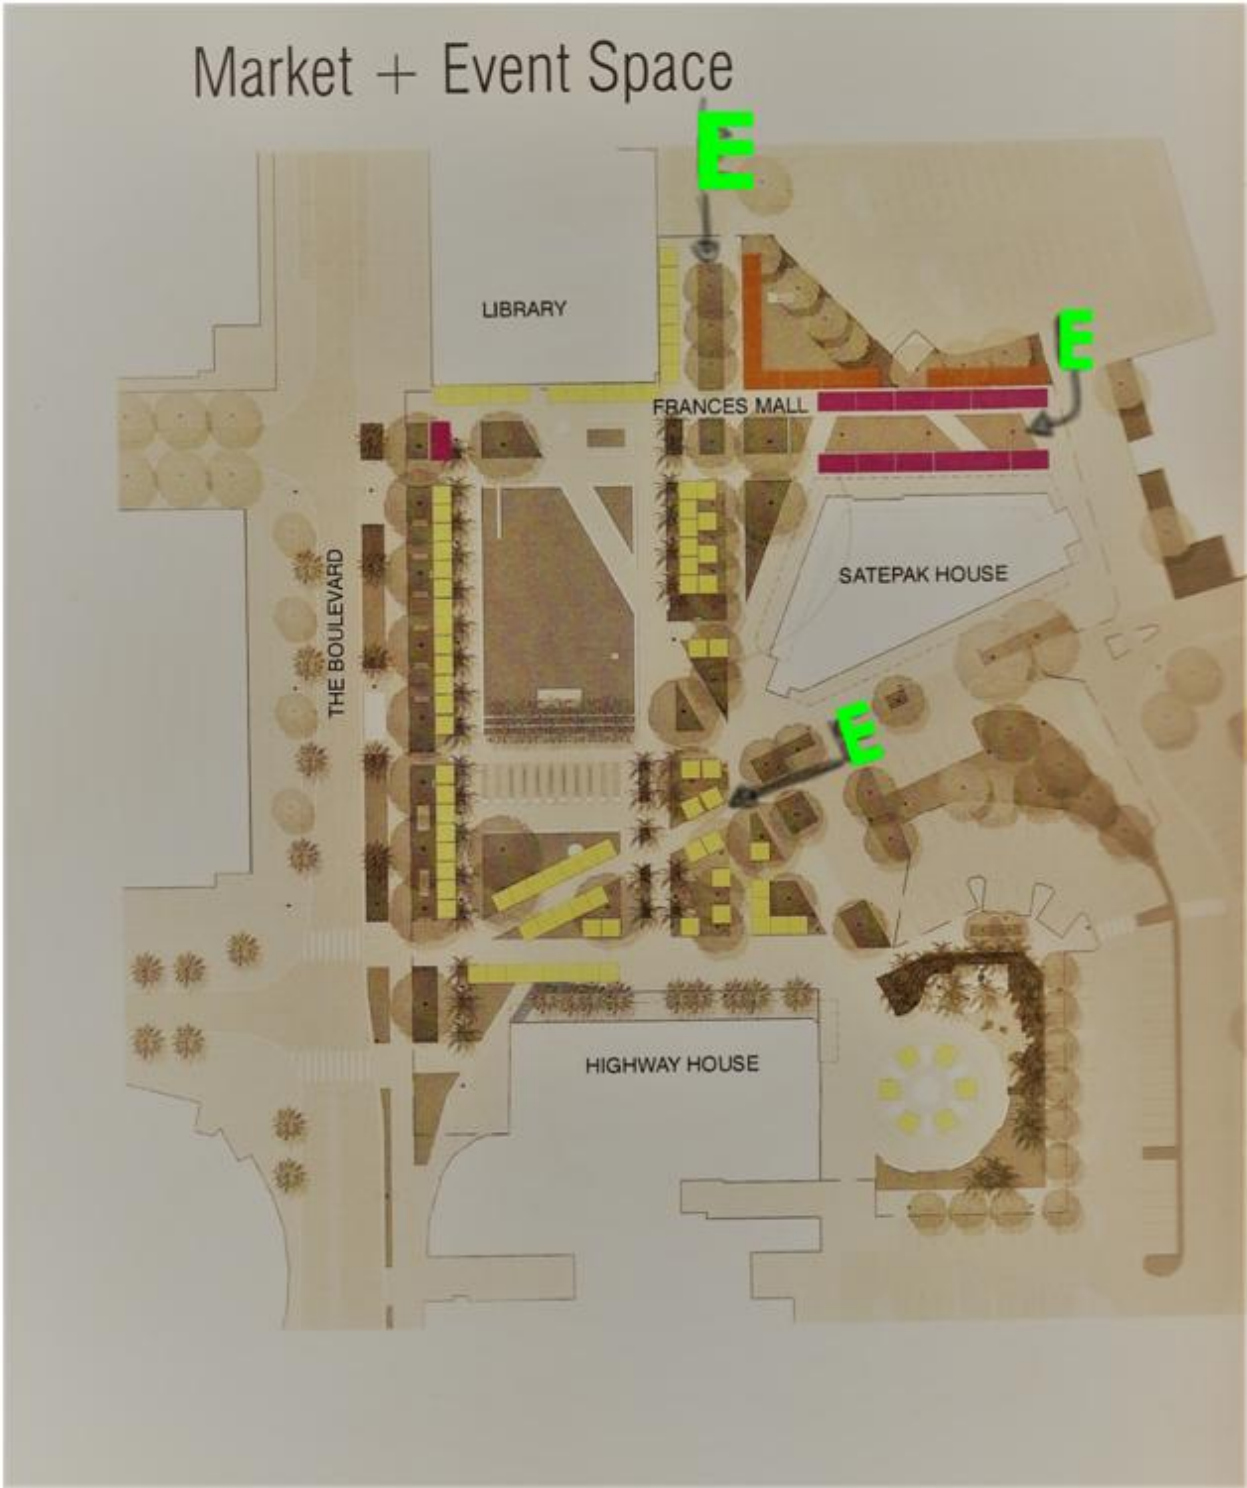 Market + Event Space
E
LIBRARY
E
FRANCES MALL
SATEPAK HOUSE
THE BOULEVARD
E
HIGHWAY HOUSE